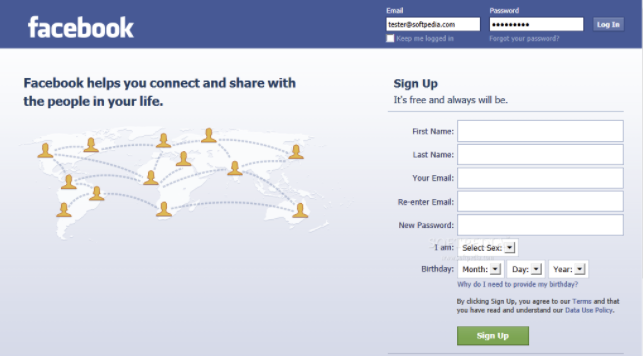 facebook
Email
Password
tester@softpedia.com
•••••••••
Log In
Keep me logged in
Forgot your password?
Facebook helps you connect and share with
the people in your life.
Sign Up
It's free and always will be.
First Name:
Last Name:
Your Email:
Re-enter Email:
New Password:
I am: Select Sex:
Birthday: Month: Day: Year:
Why do I need to provide my birthday?
By clicking Sign Up, you agree to our Terms and that
you have read and understand our Data Use Policy.
Sign Up